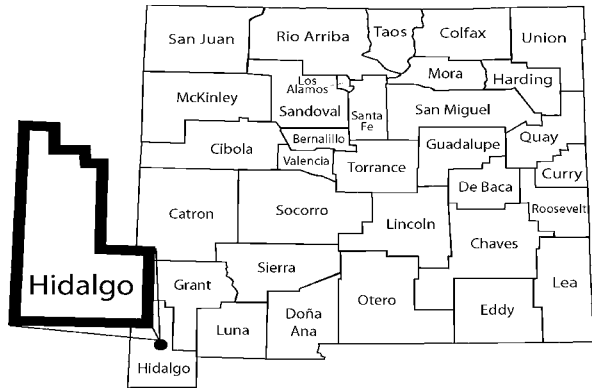 San Juan
Rio Arriba
Taos
Colfax
Union
Los
Alamos
Mora
Harding
McKinley
Sandoval
Santa
Fe
San Miguel
Bernalillo
Cibola
Valencia
Torrance
Guadalupe
Quay
Curry
De Baca
Roosevelt
Catron
Socorro
Lincoln
Chaves
Hidalgo
Grant
Sierra
Otero
Eddy
Lea
Luna
Doña
Ana
Hidalgo